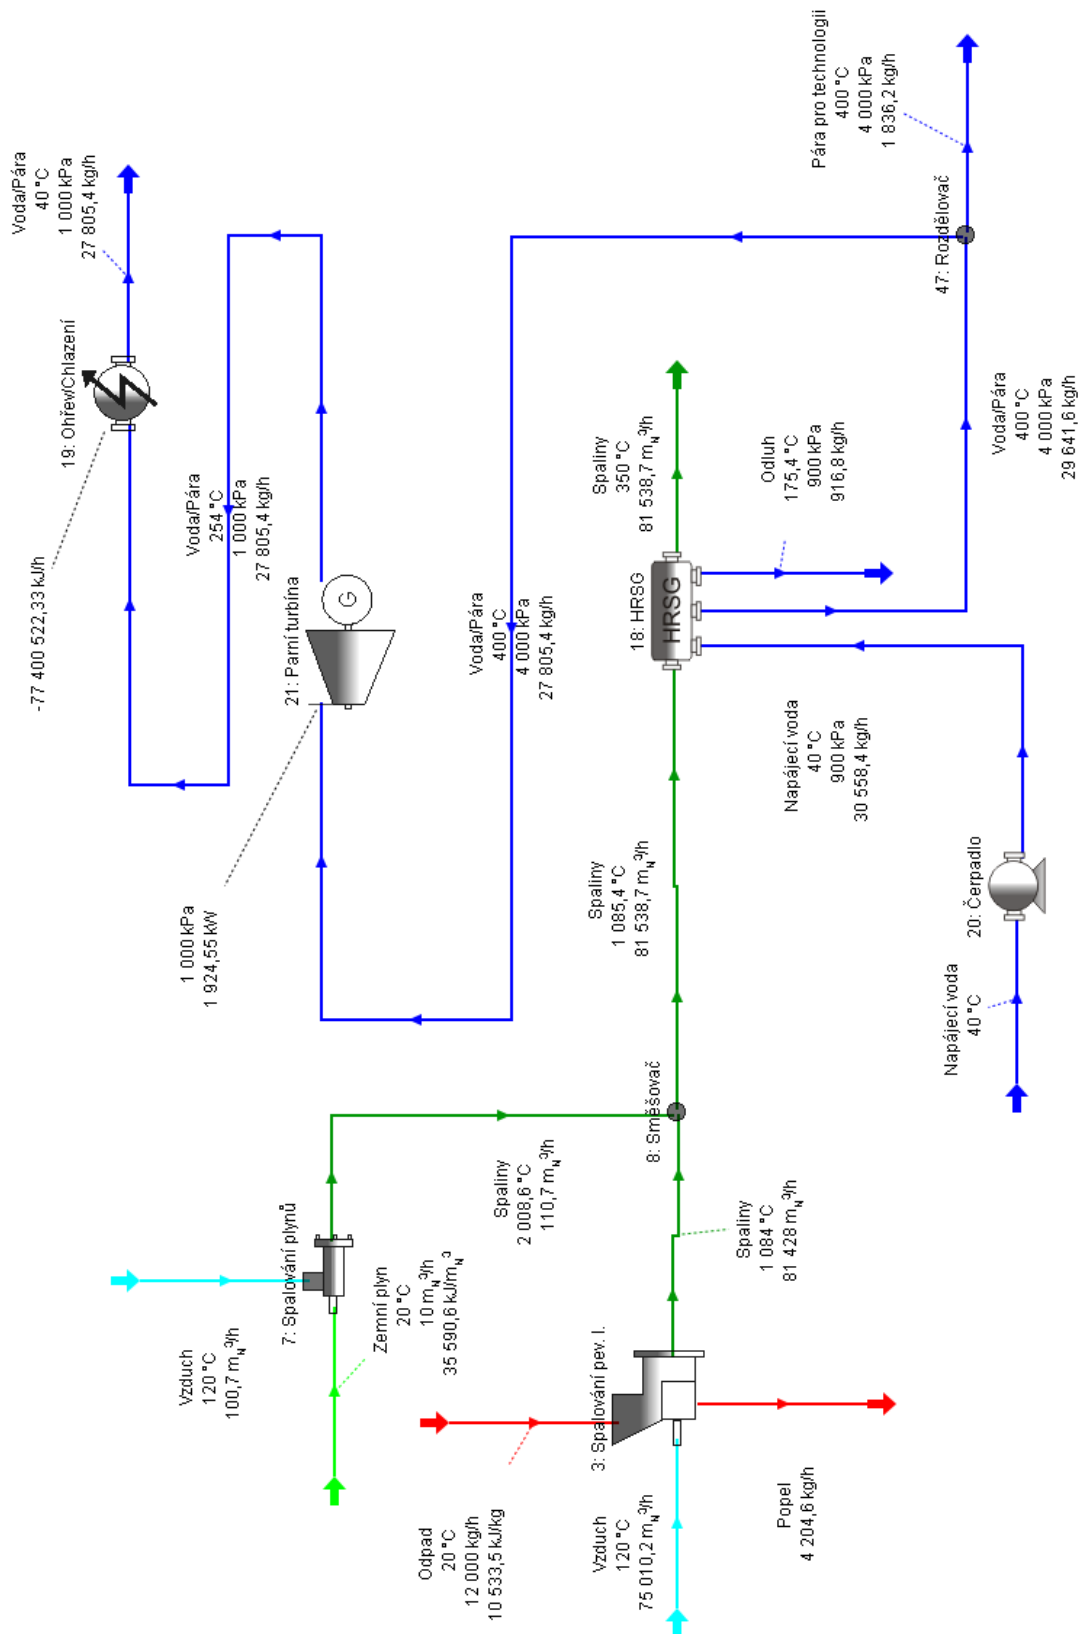 Voda/Pára
40 °C
1 000 kPa
27 805,4 kg/h
19: Ohřev/Chlazení
-77 400 522,33 kJ/h
Voda/Pára
254 °C
1 000 kPa
27 805,4 kg/h
G
21: Parní turbína
1 000 kPa
1 924,55 kW
Voda/Pára
400 °C
4 000 kPa
27 805,4 kg/h
Pára pro technologii
400 °C
4 000 kPa
1 836,2 kg/h
47: Rozdělovač
Voda/Pára
400 °C
4 000 kPa
29 641,6 kg/h
Spaliny
350 °C
81 538,7 mN³/h
Odluh
175,4 °C
900 kPa
916,8 kg/h
18: HRSG
HRSG
Napájecí voda
40 °C
900 kPa
30 558,4 kg/h
20: Čerpadlo
Napájecí voda
40 °C
Spaliny
1 085,4 °C
81 538,7 mN³/h
8: Směšovač
Spaliny
2 008,6 °C
110,7 mN³/h
Spaliny
1 084 °C
81 428 mN³/h
7: Spalování plynů
Vzduch
120 °C
100,7 mN³/h
Zemní plyn
20 °C
10 mN³/h
35 590,6 kJ/mN³
3: Spalování pev. l.
Odpad
20 °C
12 000 kg/h
10 533,5 kJ/kg
Vzduch
120 °C
75 010,2 mN³/h
Popel
4 204,6 kg/h